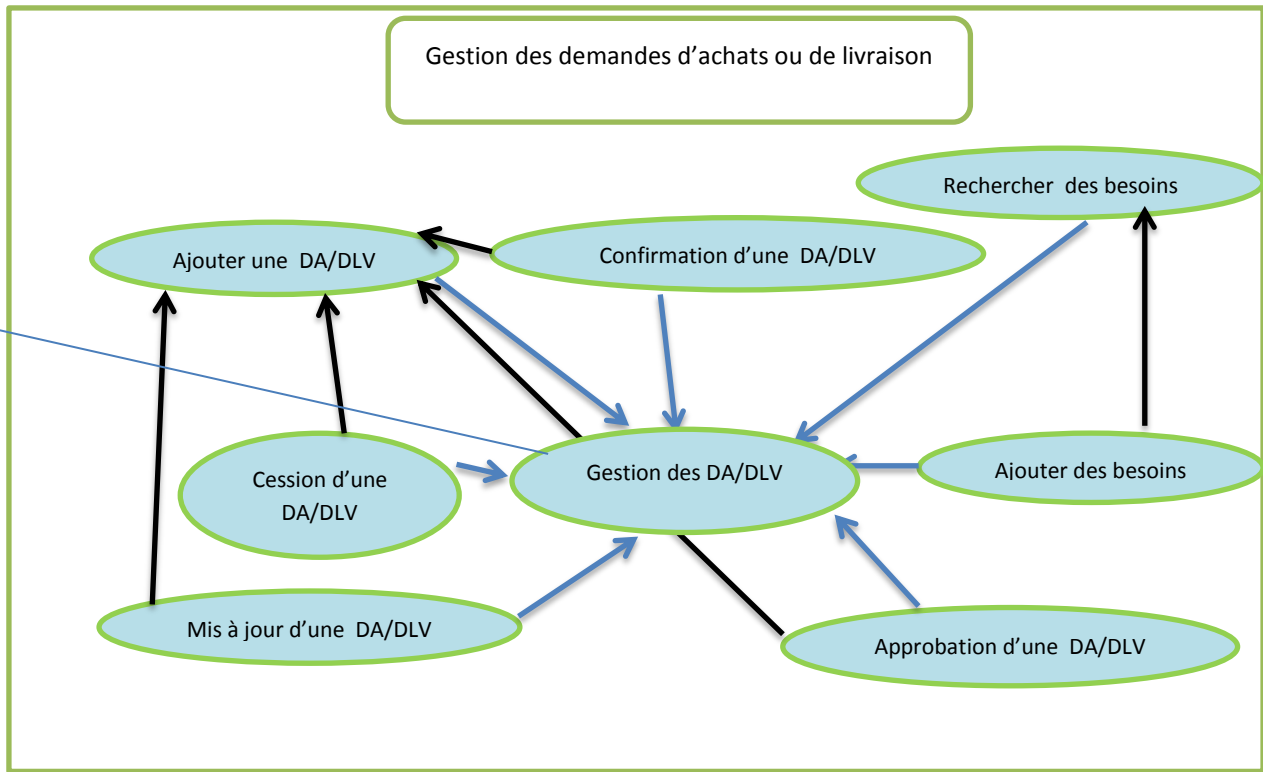 Gestion des demandes d'achats ou de livraison
Rechercher des besoins
Ajouter une DA/DLV
Confirmation d'une DA/DLV
Cession d'une
DA/DLV
Gestion des DA/DLV
Ajouter des besoins
Mis à jour d'une DA/DLV
Approbation d'une DA/DLV